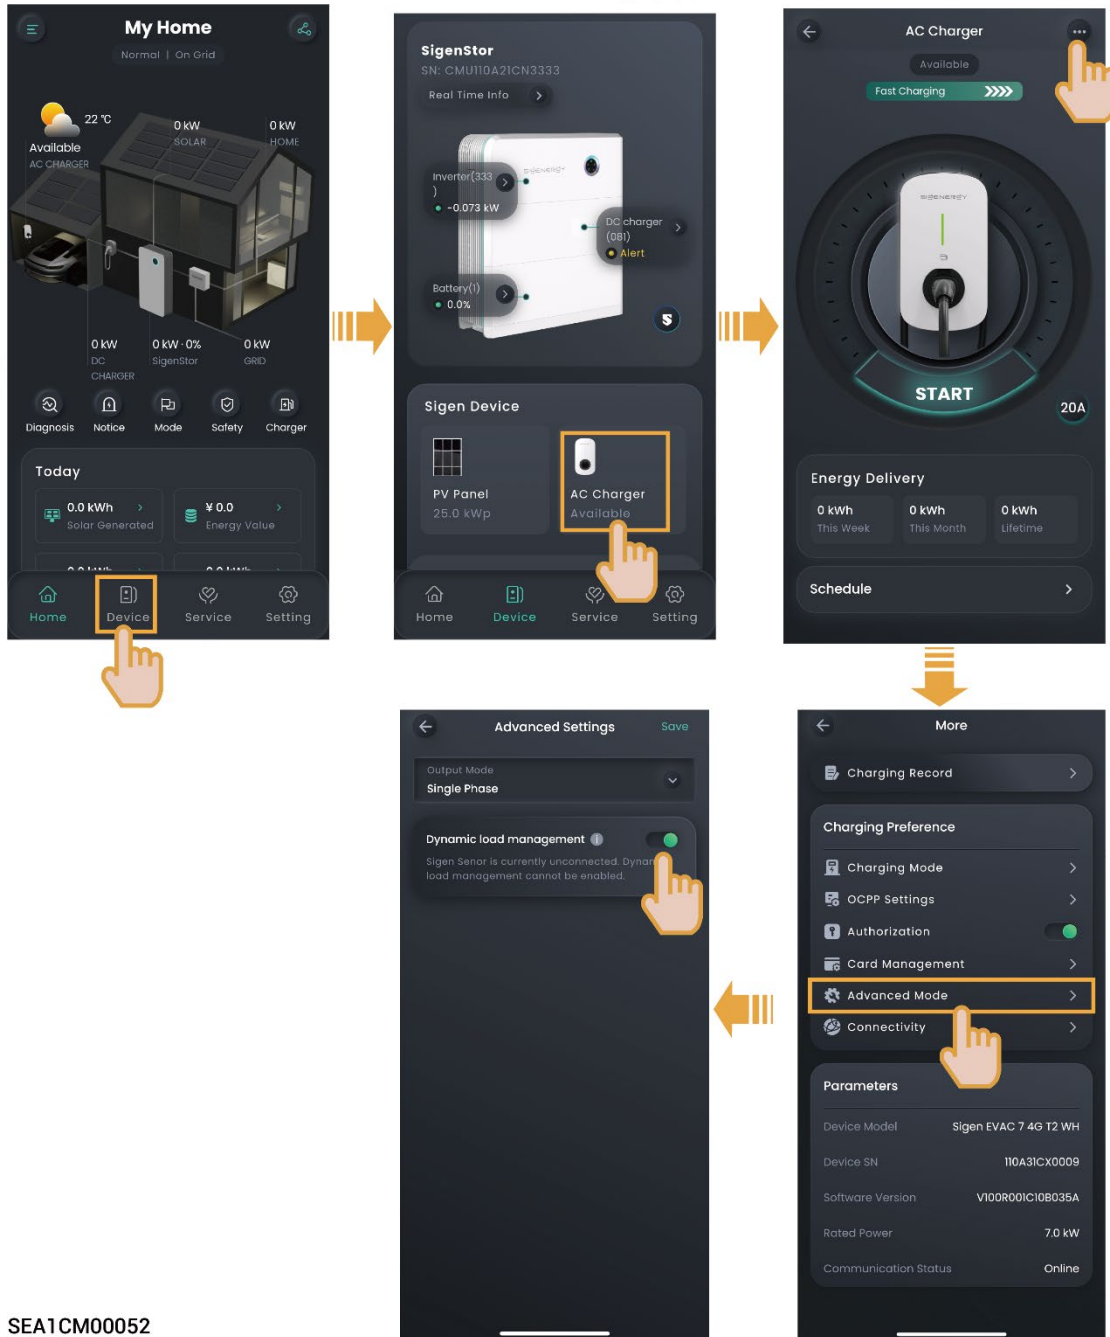 My Home
Normal | On Grid
22 ℃
Available
AC CHARGER
0 kW
SOLAR
0 kW
HOME
0 kW
DC
CHARGER
0 kW · 0%
SigenStor
0 kW
GRID
Diagnosis
Notice
Mode
Safety
Charger
Today
0.0 kWh
Solar Generated
¥ 0.0
Energy Value
Home
Device
Service
Setting
SigenStor
SN: CMU110A21CN3333
Real Time Info
SIGENERGY
Inverter(333
)
-0.073 kW
DC charger
(081)
Alert
Battery(1)
0.0%
Sigen Device
PV Panel
25.0 kWp
AC Charger
Available
Home
Device
Service
Setting
AC Charger
Available
Fast Charging
SIGENERGY
START
20A
Energy Delivery
0 kWh
This Week
0 kWh
This Month
0 kWh
Lifetime
Schedule
Advanced Settings
Save
Output Mode
Single Phase
Dynamic load management
Sigen Senor is currently unconnected. Dynam
load management cannot be enabled.
More
Charging Record
Charging Preference
Charging Mode
OCPP Settings
Authorization
Card Management
Advanced Mode
Connectivity
Parameters
Device Model
Sigen EVAC 7 4G T2 WH
Device SN
110A31CX0009
Software Version
V100R001C10B035A
Rated Power
7.0 kW
Communication Status
Online
SEA1CM00052